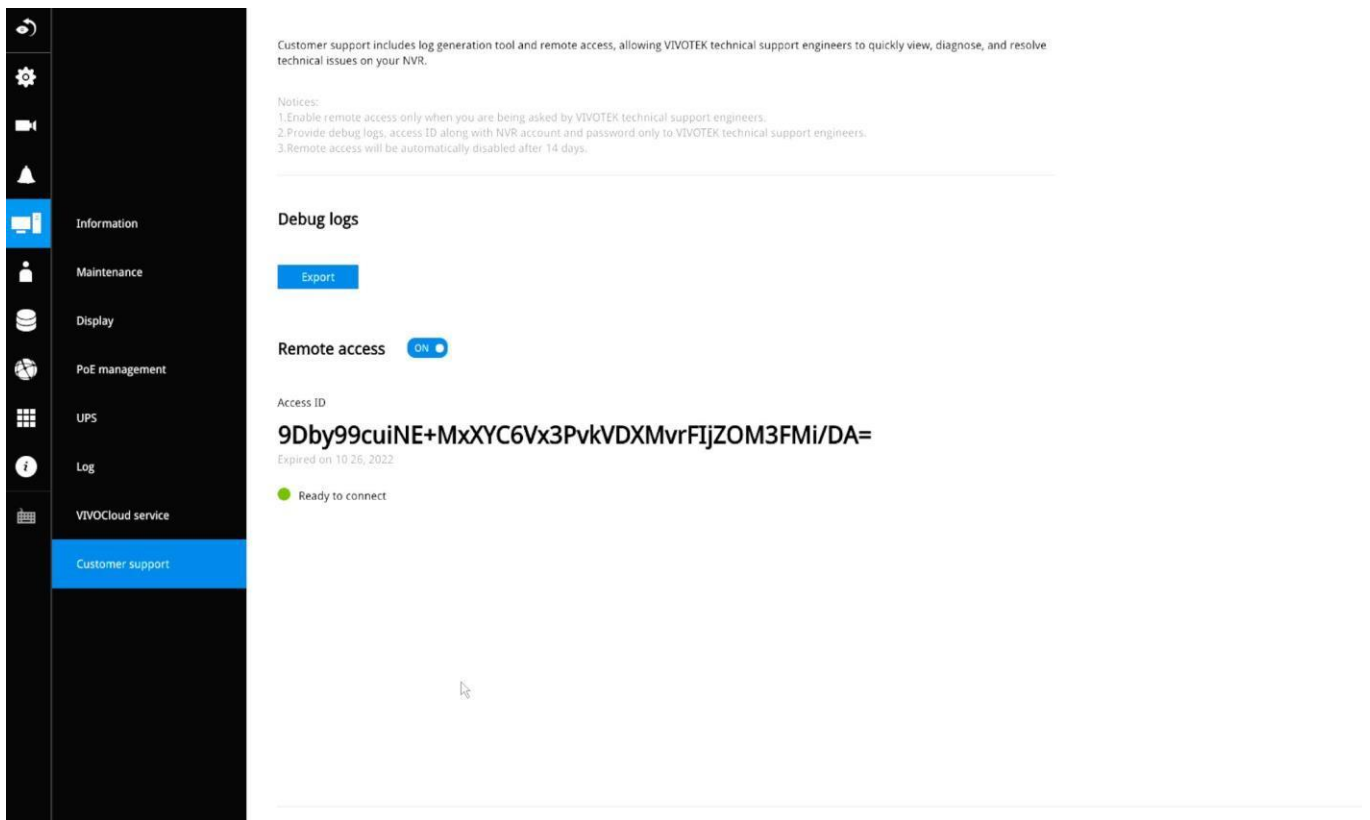 Customer support includes log generation tool and remote access, allowing VIVOTEK technical support engineers to quickly view, diagnose, and resolve
technical issues on your NVR.
Notices:
1.Enable remote access only when you are being asked by VIVOTEK technical support engineers.
2.Provide debug logs, access ID along with NVR account and password only to VIVOTEK technical support engineers.
3.Remote access will be automatically disabled after 14 days.
Information
Maintenance
Display
PoE management
UPS
Log
VIVOCloud service
Customer support
Debug logs
Export
Remote access ON
Access ID
9Dby99cuiNE+MxXYC6Vx3PvkVDXMvrFIjZOM3FMi/DA=
Expired on 10 26, 2022
Ready to connect